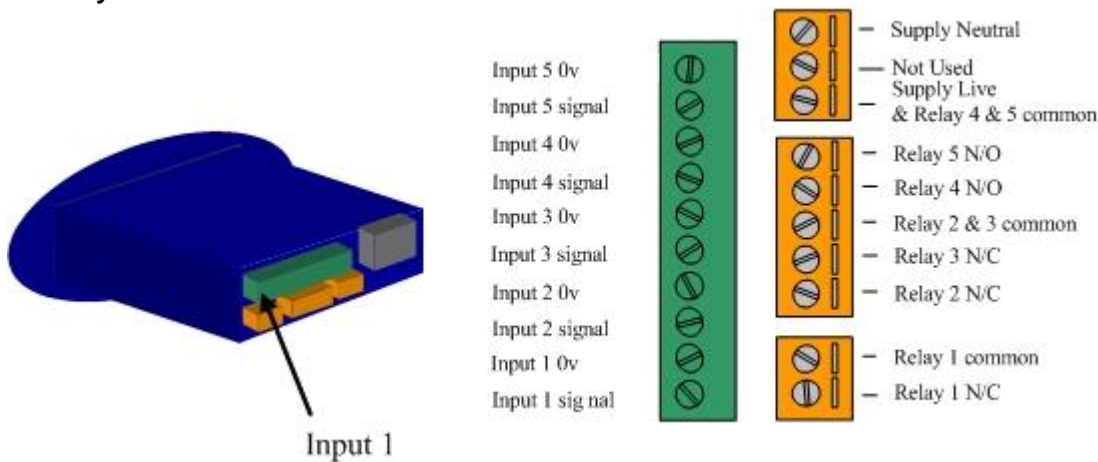 Input 1
Input 5 0v
Input 5 signal
Input 4 0v
Input 4 signal
Input 3 0v
Input 3 signal
Input 2 0v
Input 2 signal
Input 1 0v
Input 1 sig nal
Supply Neutral
Not Used
Supply Live
& Relay 4 & 5 common
Relay 5 N/O
Relay 4 N/O
Relay 2 & 3 common
Relay 3 N/C
Relay 2 N/C
Relay 1 common
Relay 1 N/C